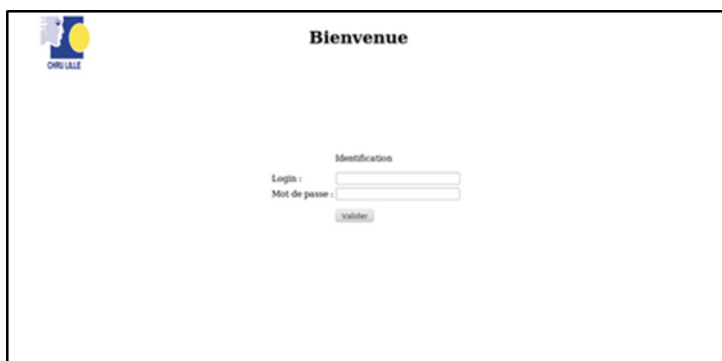 Bienvenue
CHRU LILLE
Identification
Login :
Mot de passe :
Valider